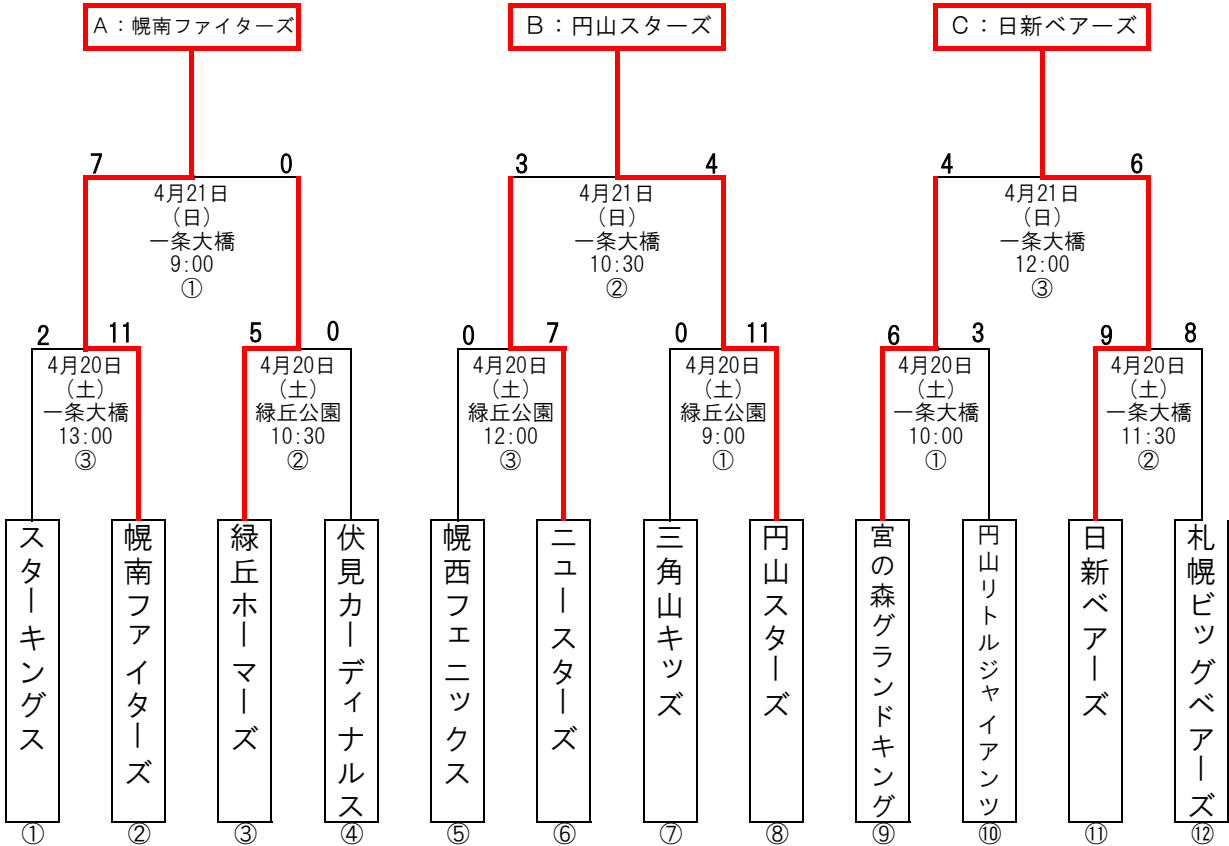 A：幌南ファイターズ
B：円山スターズ
C：日新ベアーズ
7
0
4月21日
（日）
一条大橋
9:00
①
3
4
4月21日
（日）
一条大橋
10:30
②
4
6
4月21日
（日）
一条大橋
12:00
③
2
11
4月20日
（土）
一条大橋
13:00
③
5
0
4月20日
（土）
緑丘公園
10:30
②
0
7
4月20日
（土）
緑丘公園
12:00
③
0
11
4月20日
（土）
緑丘公園
9:00
①
6
3
4月20日
（土）
一条大橋
10:00
①
9
8
4月20日
（土）
一条大橋
11:30
②
スターキングス
①
幌南ファイターズ
②
緑丘ホーマーズ
③
伏見カーディナルス
④
幌西フェニックス
⑤
ニュースターズ
⑥
三角山キッズ
⑦
円山スターズ
⑧
宮の森グランドキング
⑨
円山リトルジャイアンツ
⑩
日新ベアーズ
⑪
札幌ビッグベアーズ
⑫